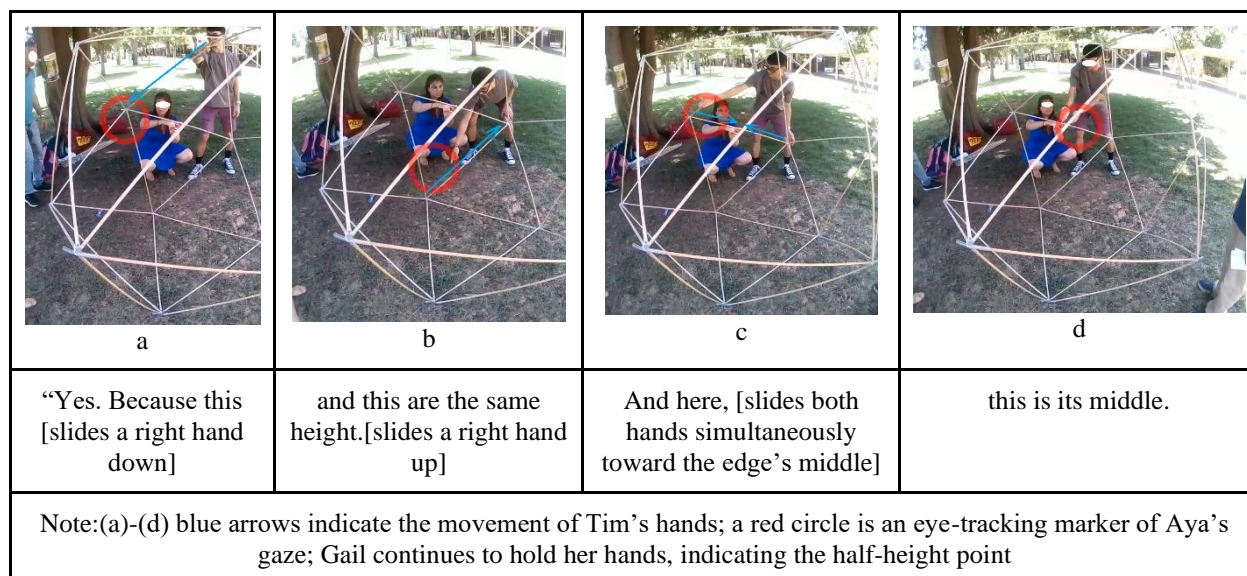 a
b
c
d
“Yes. Because this
[slides a right hand
down]
and this are the same
height.[slides a right hand
up]
And here, [slides both
hands simultaneously
toward the edge’s middle]
this is its middle.
Note:(a)-(d) blue arrows indicate the movement of Tim’s hands; a red circle is an eye-tracking marker of Aya’s
gaze; Gail continues to hold her hands, indicating the half-height point